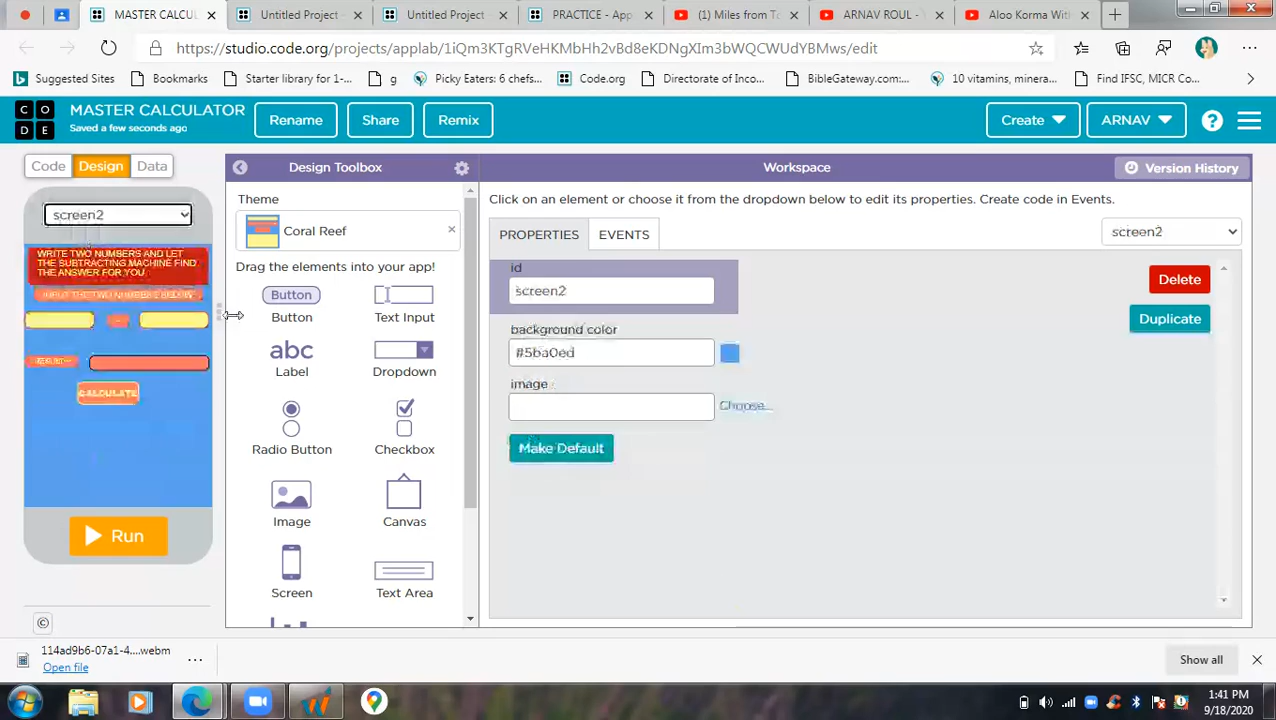 MASTER CALCUL
Untitled Project -
Untitled Project -
PRACTICE - App
(1) Miles from To
ARNAV ROUL -
Aloo Korma With
https://studio.code.org/projects/applab/1iQm3KTgRVeHKMbHh2vBd8eKDNgXIm3bWQCWUdYBMws/edit
Suggested Sites
Bookmarks
Starter library for 1-...
g
Picky Eaters: 6 chefs...
Code.org
Directorate of Inco...
BibleGateway.com:...
10 vitamins, minera...
Find IFSC, MICR Co...
CODE
MASTER CALCULATOR
Saved a few seconds ago
Rename
Share
Remix
Create
ARNAV
Code
Design
Data
Design Toolbox
Workspace
Version History
screen2
WRITE TWO NUMBERS AND LET
THE SUBTRACTING MACHINE FIND
THE ANSWER FOR YOU
INPUT THE TWO NUMBERS BELOW
CALCULATE
Run
Theme
Coral Reef
Drag the elements into your app!
Button
Button
Text Input
abc
Label
Dropdown
Radio Button
Checkbox
Image
Canvas
Screen
Text Area
Click on an element or choose it from the dropdown below to edit its properties. Create code in Events.
PROPERTIES
EVENTS
screen2
id
screen2
Delete
Duplicate
background color
#5ba0ed
image
Choose...
Make Default
©
114ad9b6-07a1-4....webm
Open file
Show all
1:41 PM
9/18/2020